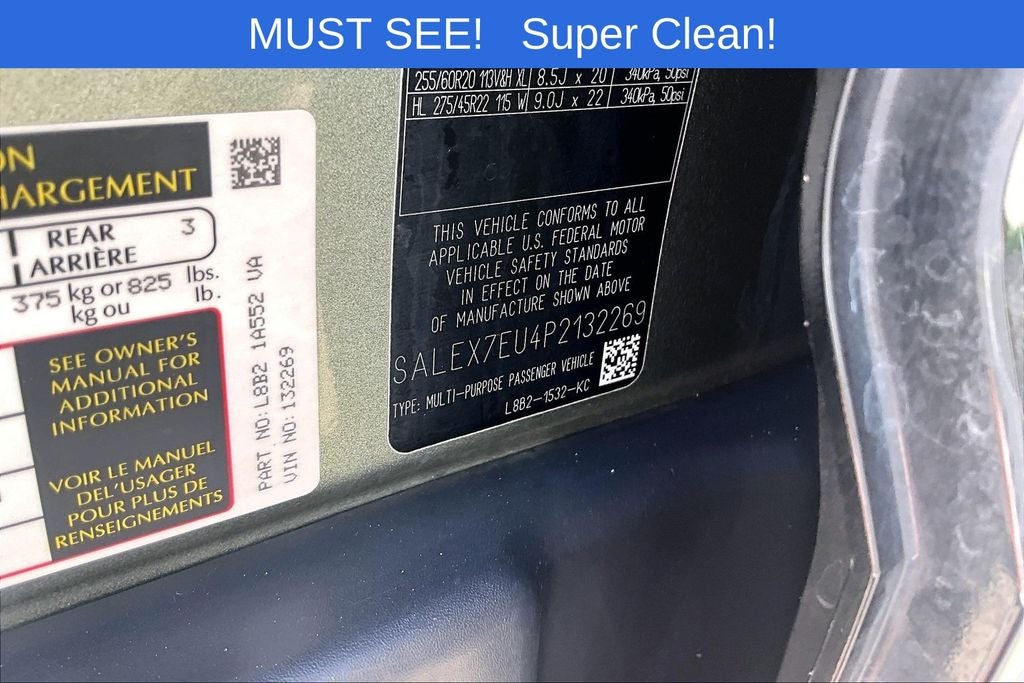 MUST SEE! Super Clean!
255/60R20 113V&H XL 8.5J x 20 340kPa, 50psi
HL 275/45R22 115 W 9.0J x 22 340kPa, 50psi
ON
HARGEMENT
REAR 3
ARRIÈRE
375 kg or 825 lbs.
kg ou lb.
SEE OWNER'S
MANUAL FOR
ADDITIONAL
INFORMATION
VOIR LE MANUEL
DEL'USAGER
POUR PLUS DE
RENSEIGNEMENTS
PART NO:L8B2 1A552 VA
VIN NO:132269
THIS VEHICLE CONFORMS TO ALL
APPLICABLE U.S. FEDERAL MOTOR
VEHICLE SAFETY STANDARDS
IN EFFECT ON THE DATE
OF MANUFACTURE SHOWN ABOVE
SALEX7EU4P2132269
TYPE: MULTI-PURPOSE PASSENGER VEHICLE
L8B2-1532-KC